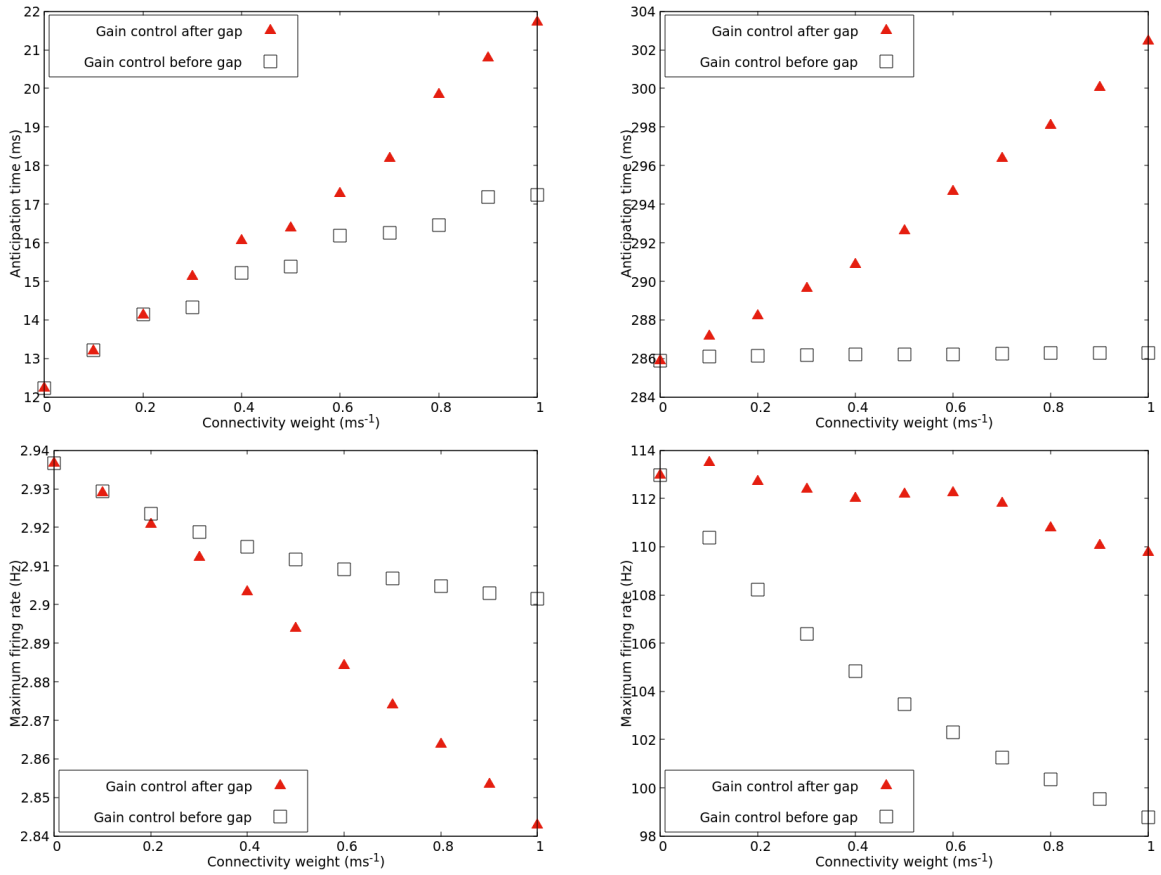 22
21
20
19
18
17
16
15
14
13
12
Anticipation time (ms)
Gain control after gap
Gain control before gap
0 0.2 0.4 0.6 0.8 1
Connectivity weight (ms-1)
304
302
300
298
296
294
292
290
288
286
284
Anticipation time (ms)
Gain control after gap
Gain control before gap
0 0.2 0.4 0.6 0.8 1
Connectivity weight (ms-1)
2.94
2.93
2.92
2.91
2.9
2.89
2.88
2.87
2.86
2.85
2.84
Maximum firing rate (Hz)
Gain control after gap
Gain control before gap
0 0.2 0.4 0.6 0.8 1
Connectivity weight (ms-1)
114
112
110
108
106
104
102
100
98
Maximum firing rate (Hz)
Gain control after gap
Gain control before gap
0 0.2 0.4 0.6 0.8 1
Connectivity weight (ms-1)